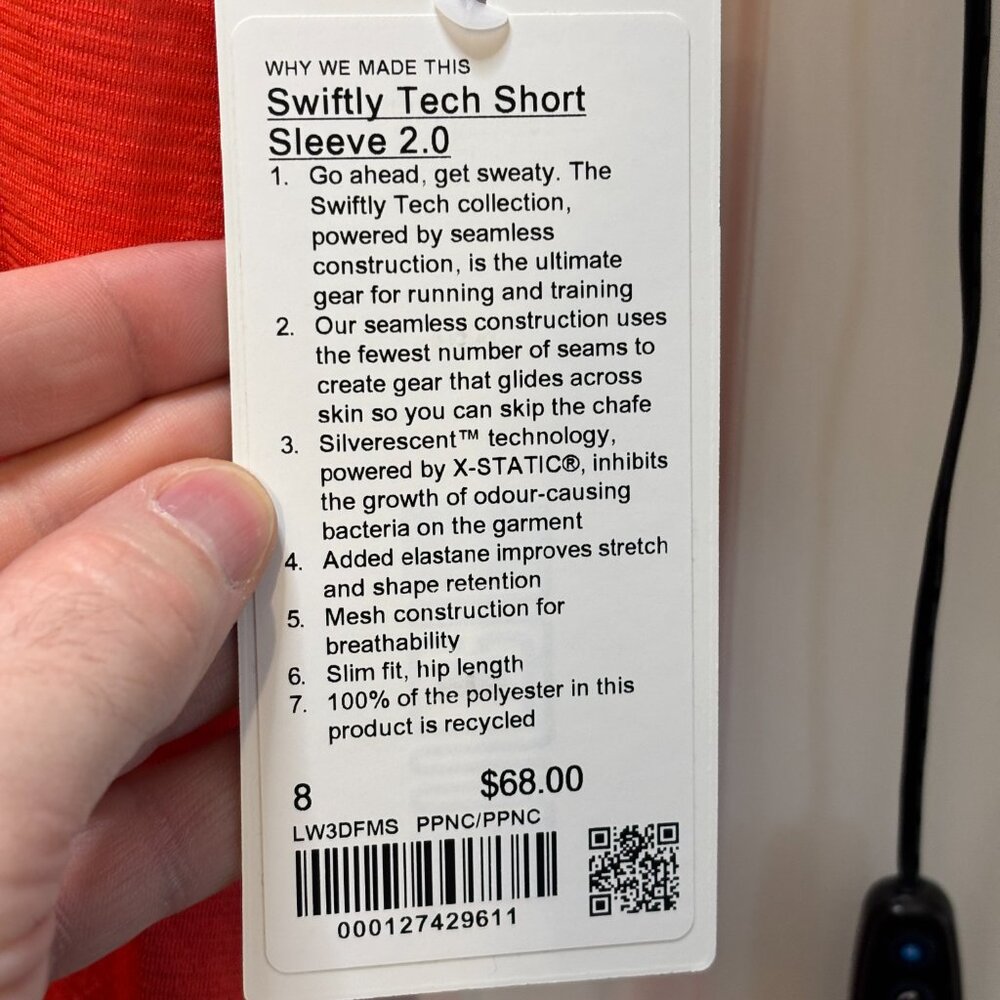 WHY WE MADE THIS
Swiftly Tech Short
Sleeve 2.0
1. Go ahead, get sweaty. The
Swiftly Tech collection,
powered by seamless
construction, is the ultimate
gear for running and training
2. Our seamless construction uses
the fewest number of seams to
create gear that glides across
skin so you can skip the chafe
3. Silverescent™ technology,
powered by X-STATIC®, inhibits
the growth of odour-causing
bacteria on the garment
4. Added elastane improves stretch
and shape retention
5. Mesh construction for
breathability
6. Slim fit, hip length
7. 100% of the polyester in this
product is recycled
8 $68.00
LW3DFMS PPNC/PPNC
000127429611